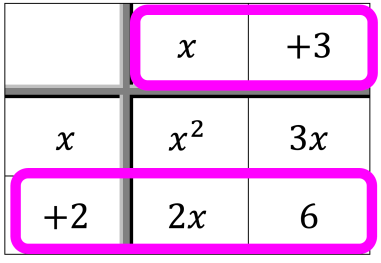 x +3
x x² 3x
+2 2x 6